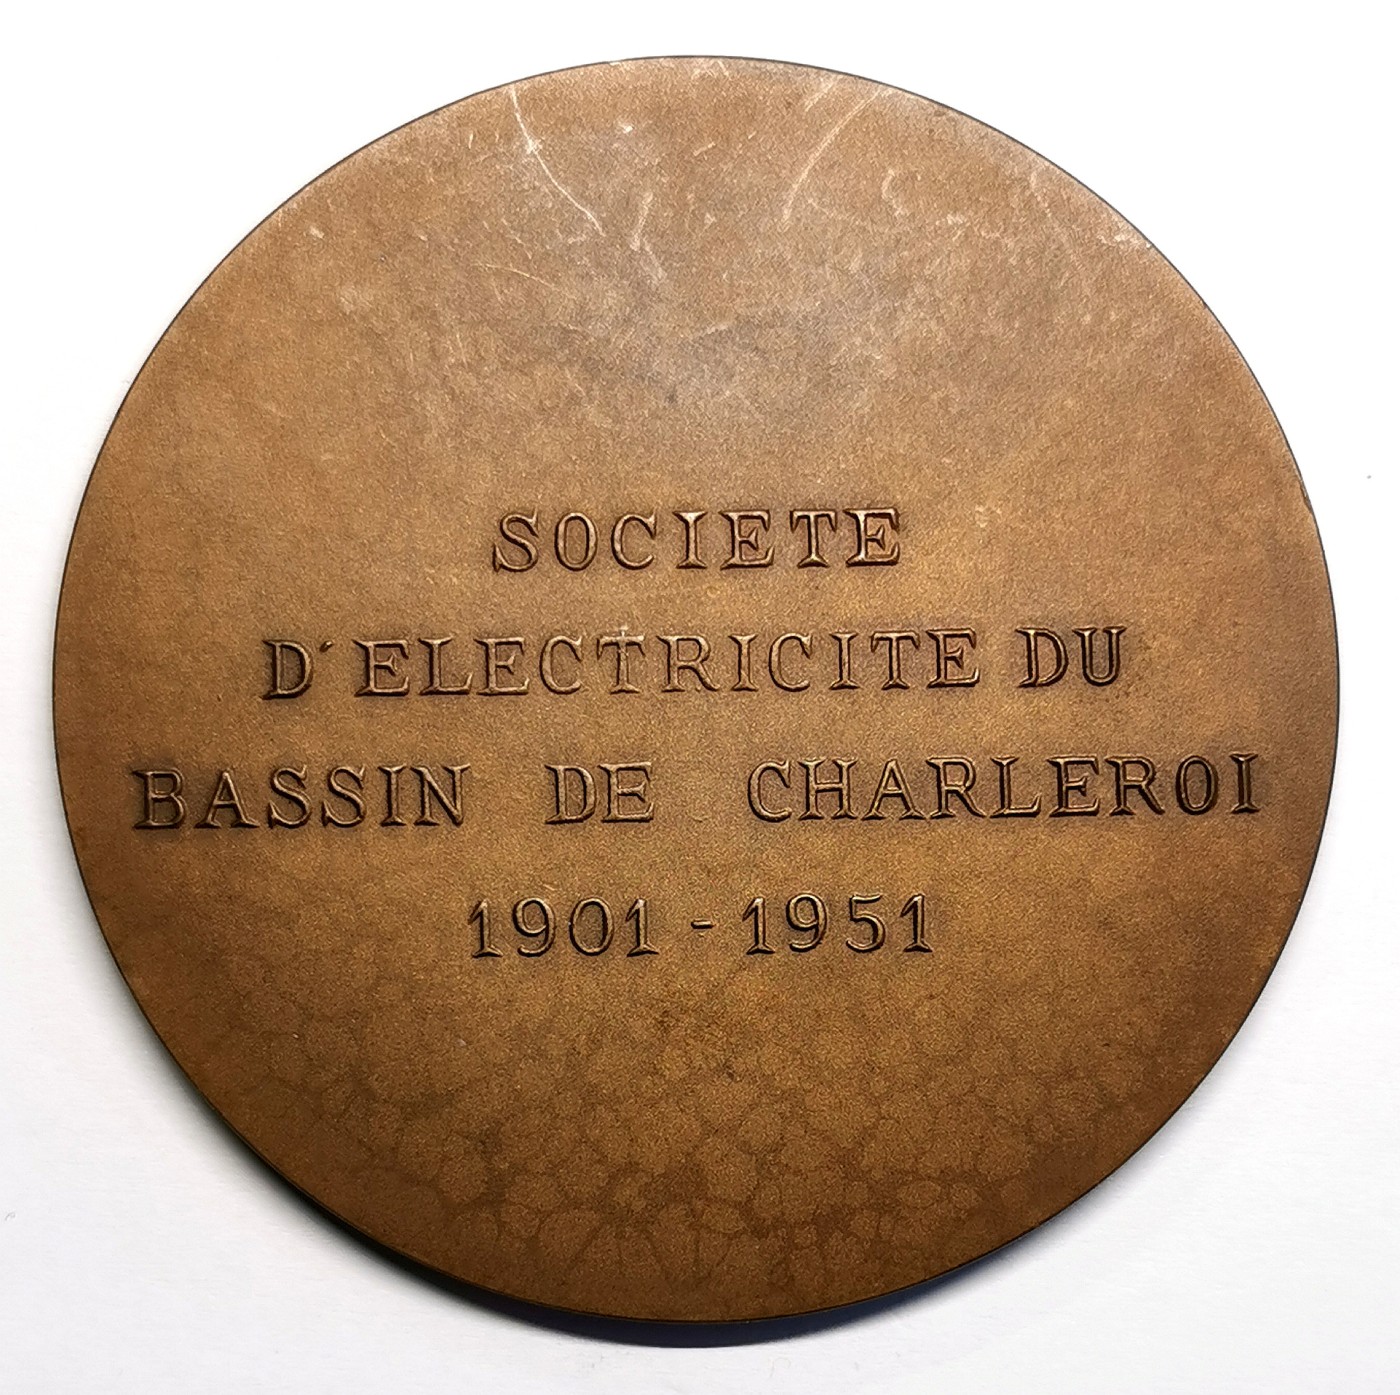 SOCIETE
D'ELECTRICITE DU
BASSIN DE CHARLEROI
1901 - 1951